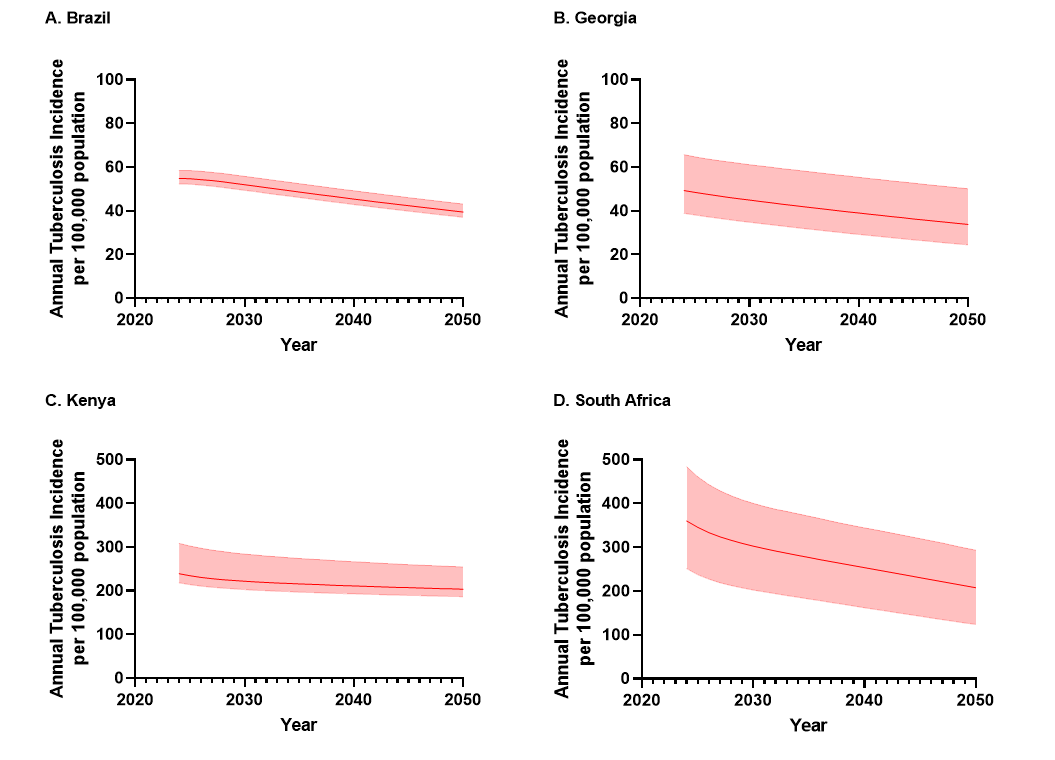 A. Brazil
Annual Tuberculosis Incidence
per 100,000 population
100
80
60
40
20
0
2020
2030
2040
2050
Year
B. Georgia
Annual Tuberculosis Incidence
per 100,000 population
100
80
60
40
20
0
2020
2030
2040
2050
Year
C. Kenya
Annual Tuberculosis Incidence
per 100,000 population
500
400
300
200
100
0
2020
2030
2040
2050
Year
D. South Africa
Annual Tuberculosis Incidence
per 100,000 population
500
400
300
200
100
0
2020
2030
2040
2050
Year